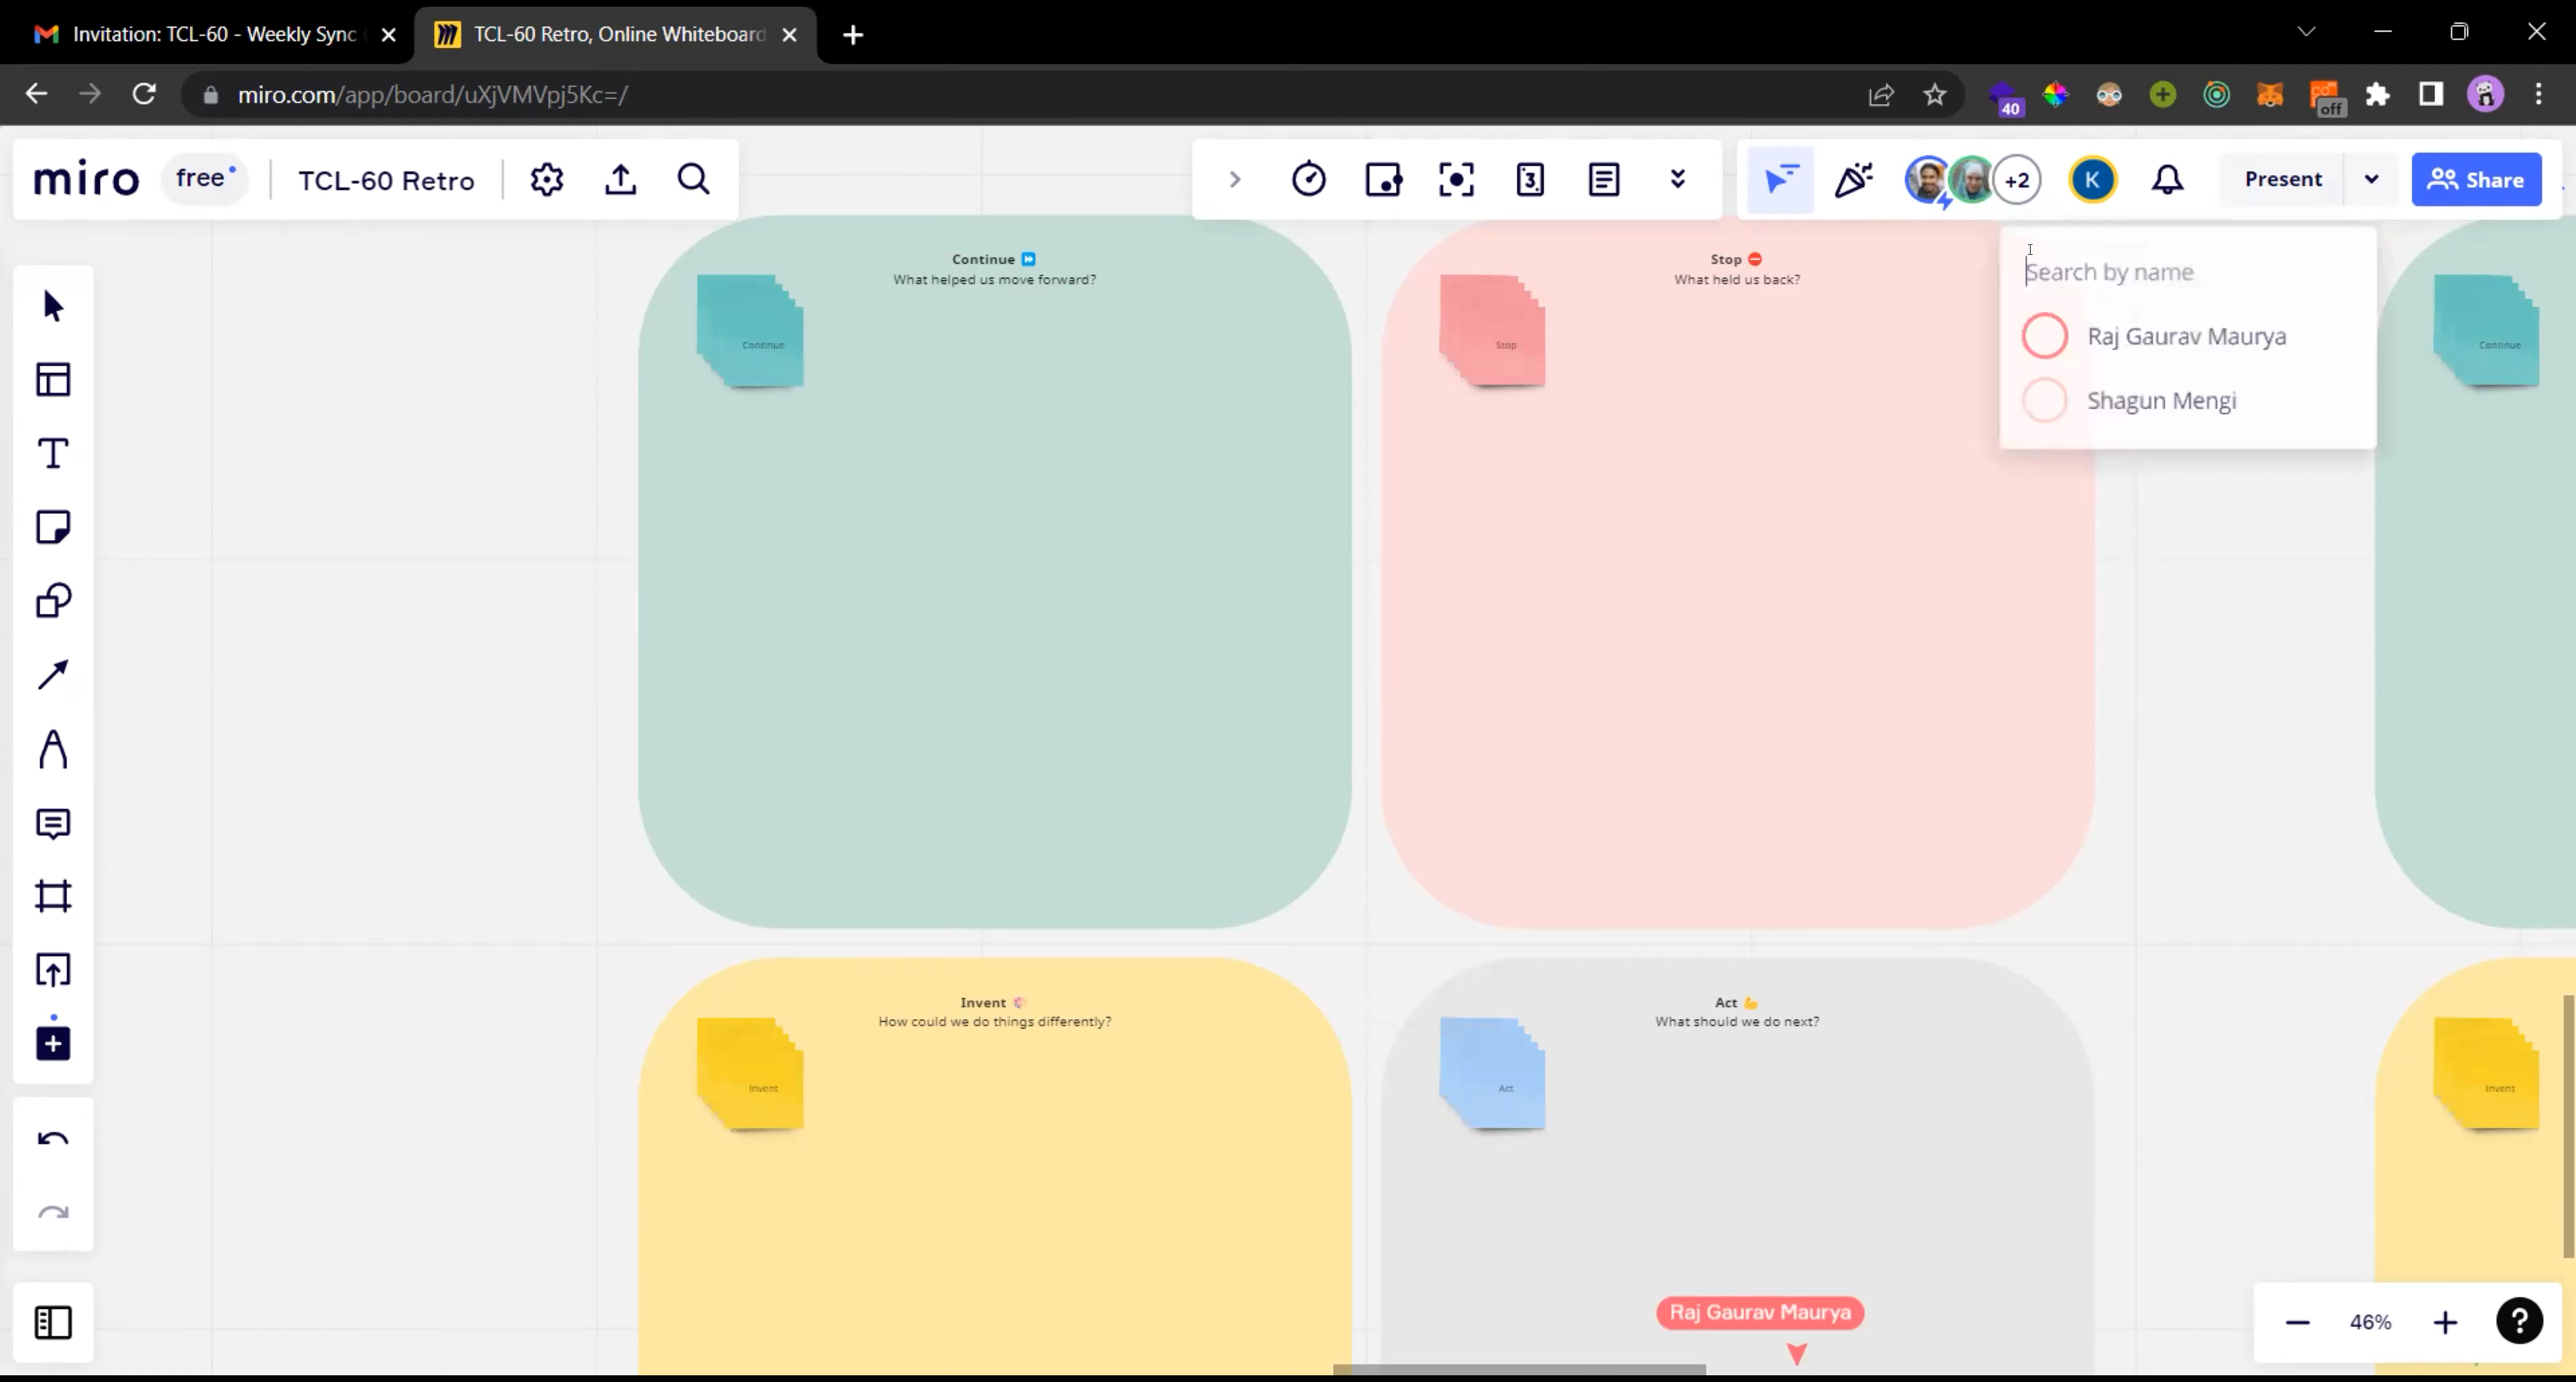 Invitation: TCL-60 - Weekly Sync
TCL-60 Retro, Online Whiteboard
miro.com/app/board/uXjVMVpj5Kc=/
40
off
miro
free
TCL-60 Retro
3
+2
K
Present
Share
Search by name
Raj Gaurav Maurya
Shagun Mengi
Continue
What helped us move forward?
Continue
Stop
What held us back?
Stop
Continue
Invent
How could we do things differently?
Invent
Act
What should we do next?
Act
Invent
Raj Gaurav Maurya
46%
?